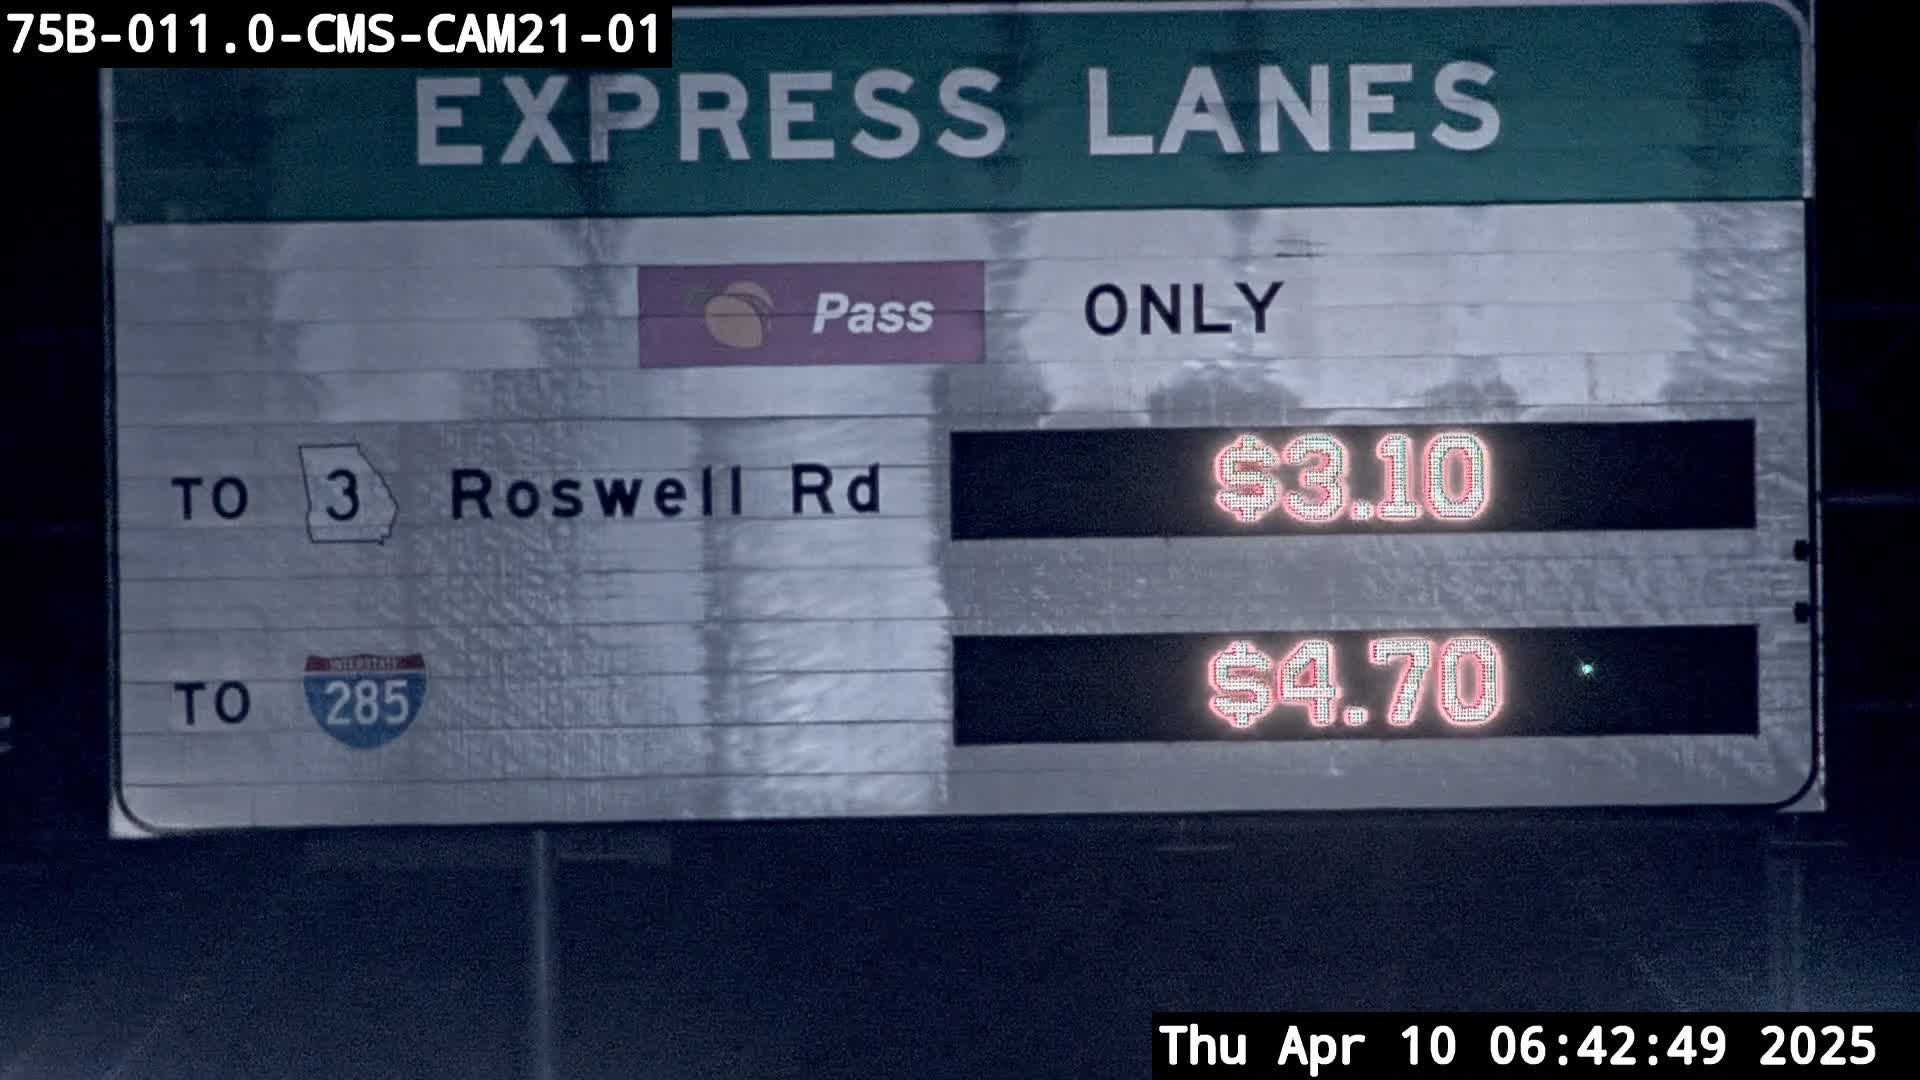 75B-011.0-CMS-CAM21-01
EXPRESS LANES
Pass ONLY
TO 3 Roswell Rd $3.10
TO INTERSTATE 285 $4.70
Thu Apr 10 06:42:49 2025